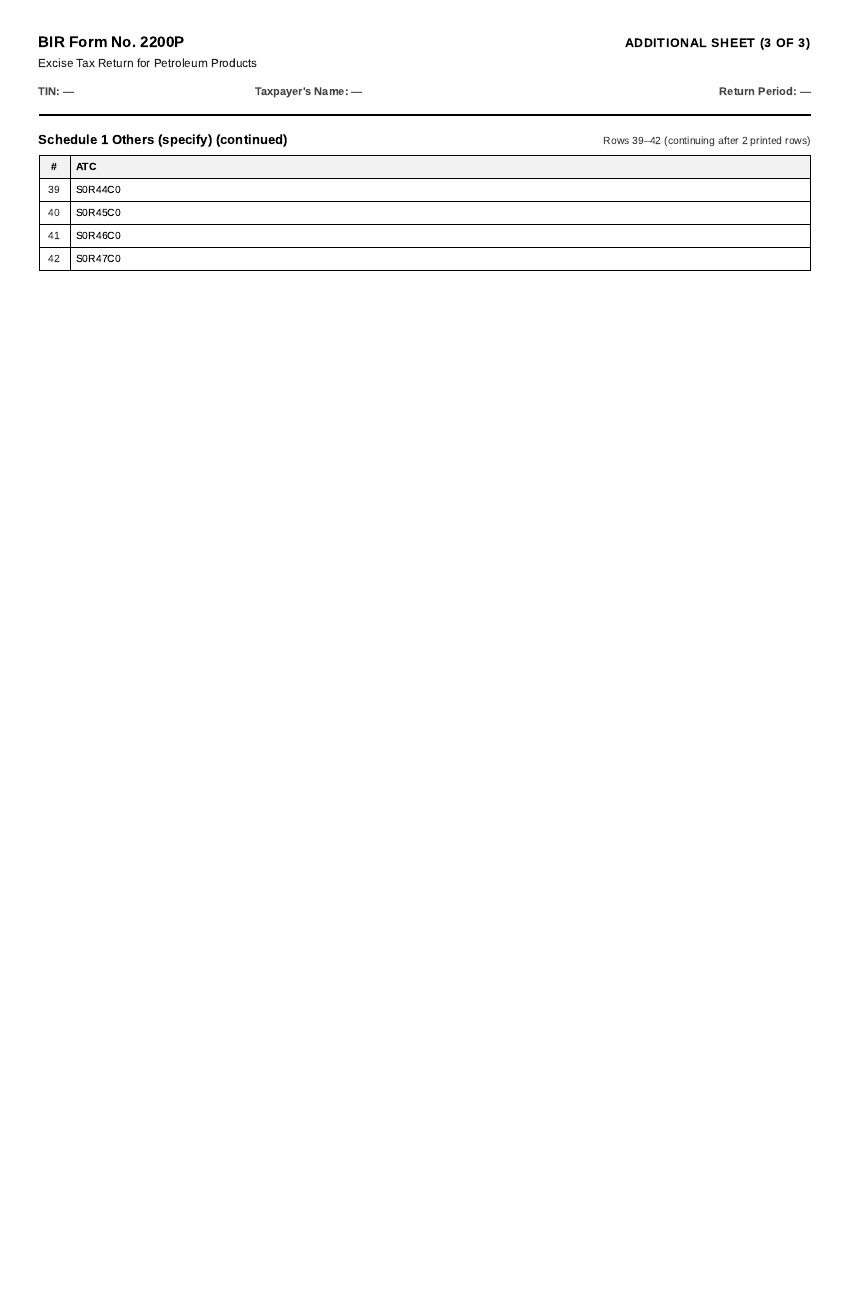 BIR Form No. 2200P
ADDITIONAL SHEET (3 OF 3)
Excise Tax Return for Petroleum Products
TIN: —
Taxpayer's Name: —
Return Period: —
Schedule 1 Others (specify) (continued)
Rows 39–42 (continuing after 2 printed rows)
# ATC
39 S0R44C0
40 S0R45C0
41 S0R46C0
42 S0R47C0